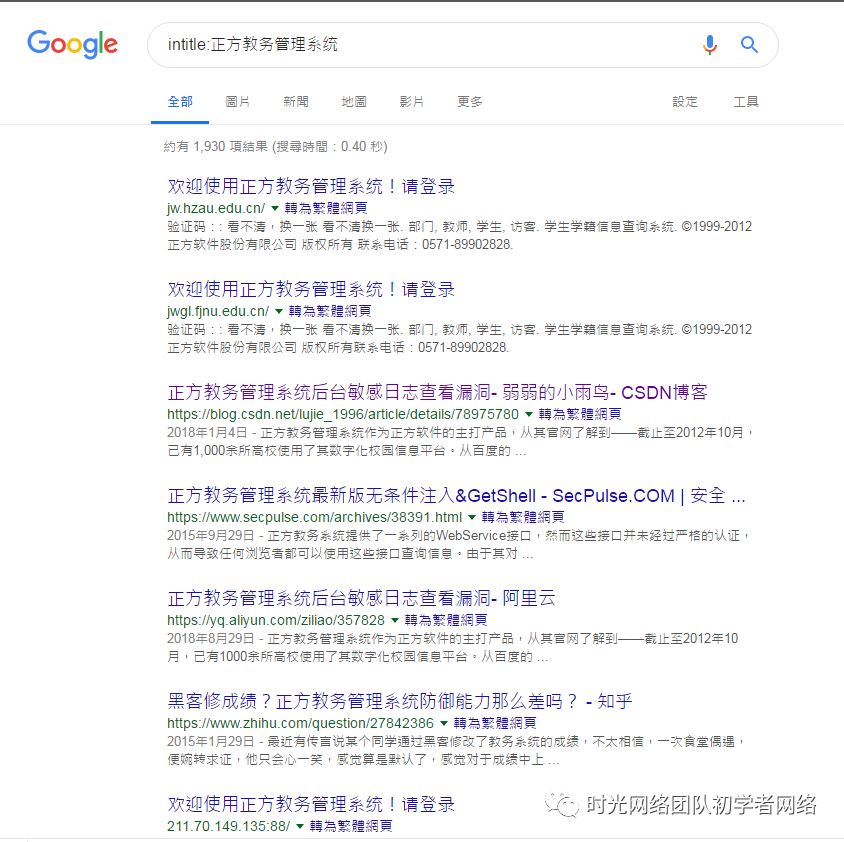 Google
intitle:正方教务管理系统
全部 圖片 新聞 地圖 影片 更多 設定 工具
約有 1,930 項結果 (搜尋時間：0.40 秒)
欢迎使用正方教务管理系统！请登录
jw.hzau.edu.cn/ ▼ 轉為繁體網頁
验证码：: 看不清，换一张 看不清换一张. 部门, 教师, 学生, 访客. 学生学籍信息查询系统. ©1999-2012
正方软件股份有限公司 版权所有 联系电话：0571-89902828.
欢迎使用正方教务管理系统！请登录
jwgl.fjnu.edu.cn/ ▼ 轉為繁體網頁
验证码：: 看不清，换一张 看不清换一张. 部门, 教师, 学生, 访客. 学生学籍信息查询系统. ©1999-2012
正方软件股份有限公司 版权所有联系电话：0571-89902828.
正方教务管理系统后台敏感日志查看漏洞- 弱弱的小雨鸟- CSDN博客
https://blog.csdn.net/lujie_1996/article/details/78975780 ▼ 轉為繁體網頁
2018年1月4日 - 正方教务管理系统作为正方软件的主打产品，从其官网了解到——截止至2012年10月，
已有1,000余所高校使用了其数字化校园信息平台。从百度的 ...
正方教务管理系统最新版无条件注入&GetShell - SecPulse.COM | 安全 ...
https://www.secpulse.com/archives/38391.html ▼ 轉為繁體網頁
2015年9月29日 - 正方教务系统提供了一系列的WebService接口，然而这些接口并未经过严格的认证，
从而导致任何浏览者都可以使用这些接口查询信息。由于其对 ...
正方教务管理系统后台敏感日志查看漏洞- 阿里云
https://yq.aliyun.com/ziliao/357828 ▼ 轉為繁體網頁
2018年8月29日 - 正方教务管理系统作为正方软件的主打产品，从其官网了解到——截止至2012年10
月，已有1000余所高校使用了其数字化校园信息平台。从百度的 ...
黑客修成绩？正方教务管理系统防御能力那么差吗？ - 知乎
https://www.zhihu.com/question/27842386 ▼ 轉為繁體網頁
2015年1月29日 - 最近有传言说某个同学通过黑客修改了教务系统的成绩，不太相信，一次食堂偶遇，
便婉转求证，他只会心一笑，感觉算是默认了，感觉对于成绩中上 ...
欢迎使用正方教务管理系统！请登录
211.70.149.135:88/ ▼ 轉為繁體網頁
时光网络团队初学者网络